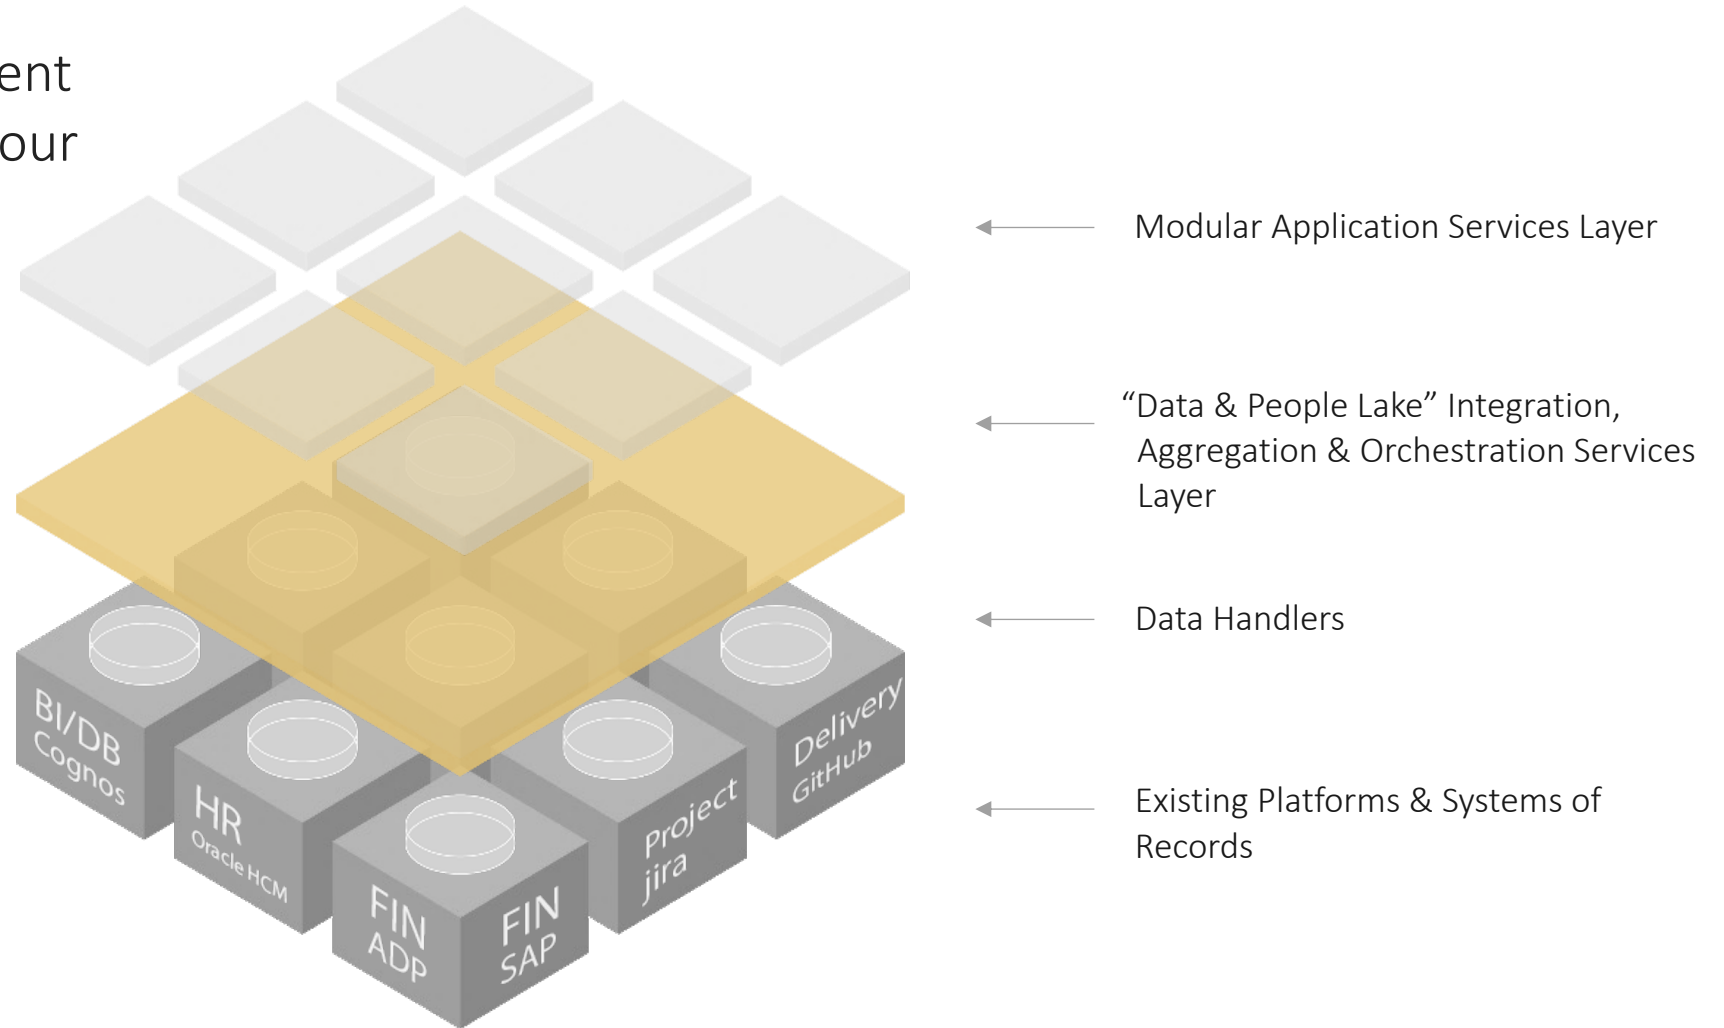 ent
our
Modular Application Services Layer
“Data & People Lake” Integration,
Aggregation & Orchestration Services
Layer
Data Handlers
Existing Platforms & Systems of
Records
BI/DB
Cognos
HR
Oracle HCM
FIN
ADP
FIN
SAP
Project
jira
Delivery
GitHub